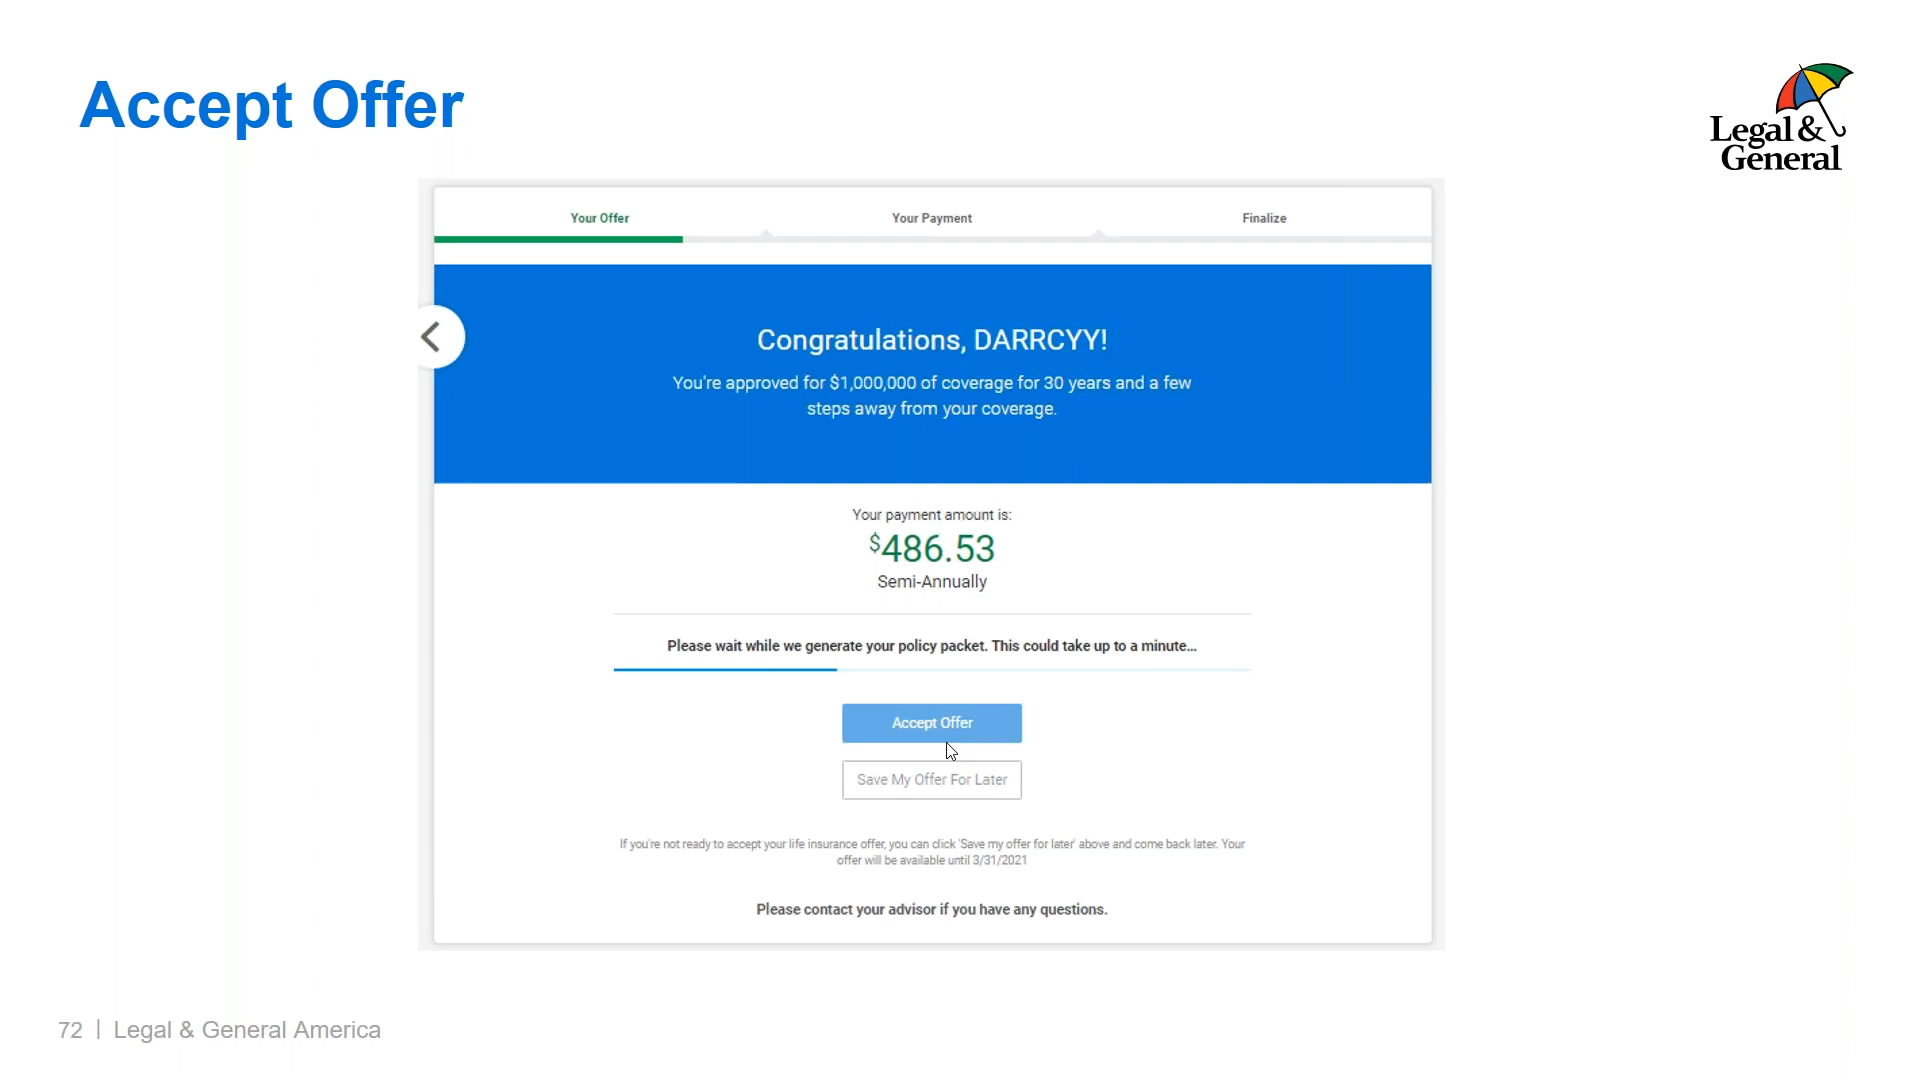 Accept Offer
Legal &
General
Your Offer
Your Payment
Finalize
Congratulations, DARRCYY!
You're approved for $1,000,000 of coverage for 30 years and a few
steps away from your coverage.
Your payment amount is:
$486.53
Semi-Annually
Please wait while we generate your policy packet. This could take up to a minute...
Accept Offer
Save My Offer For Later
If you're not ready to accept your life insurance offer, you can click 'Save my offer for later' above and come back later. Your
offer will be available until 3/31/2021
Please contact your advisor if you have any questions.
72 | Legal & General America